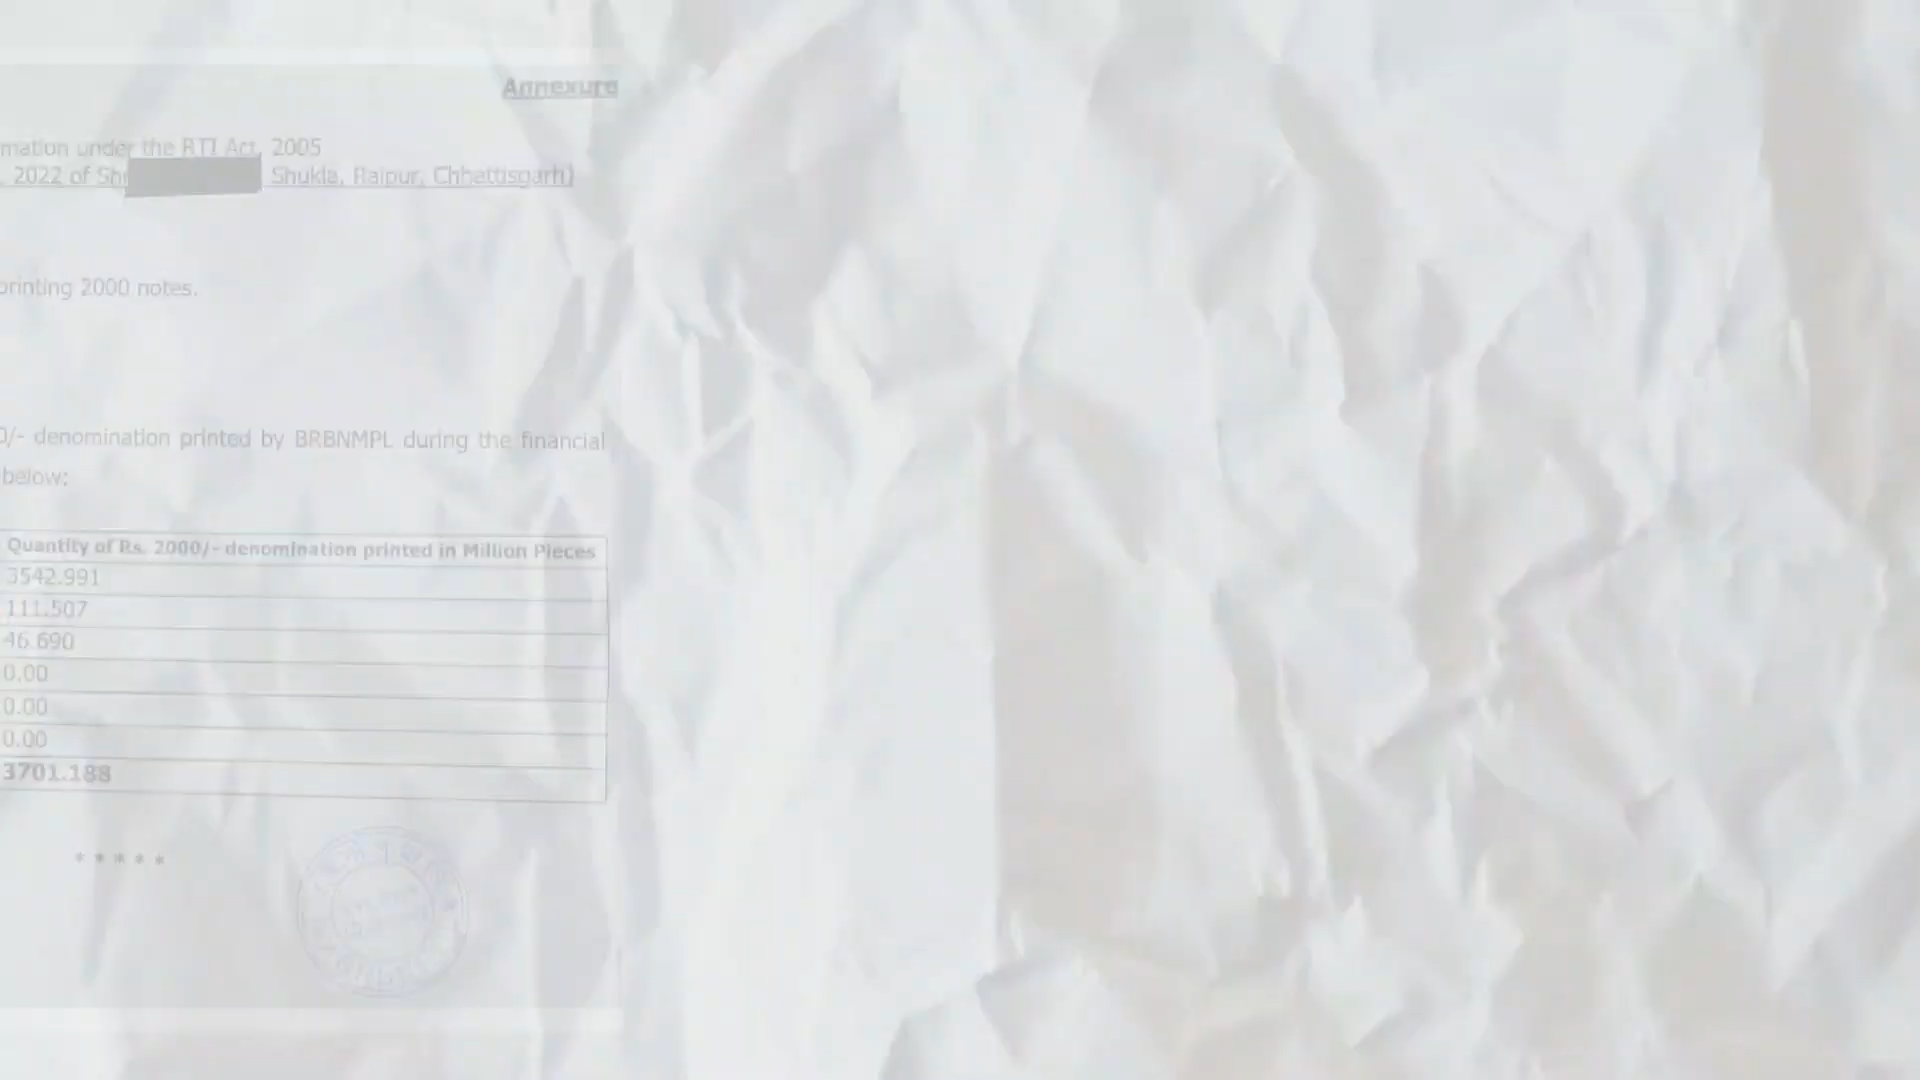 Annexure
mation under the RTI Act, 2005
, 2022 of Shri Shukla, Raipur, Chhattisgarh)
printing 2000 notes.
0/- denomination printed by BRBNMPL during the financial
below:
Quantity of Rs. 2000/- denomination printed in Million Pieces
3542.991
111.507
46.690
0.00
0.00
0.00
3701.188
*****